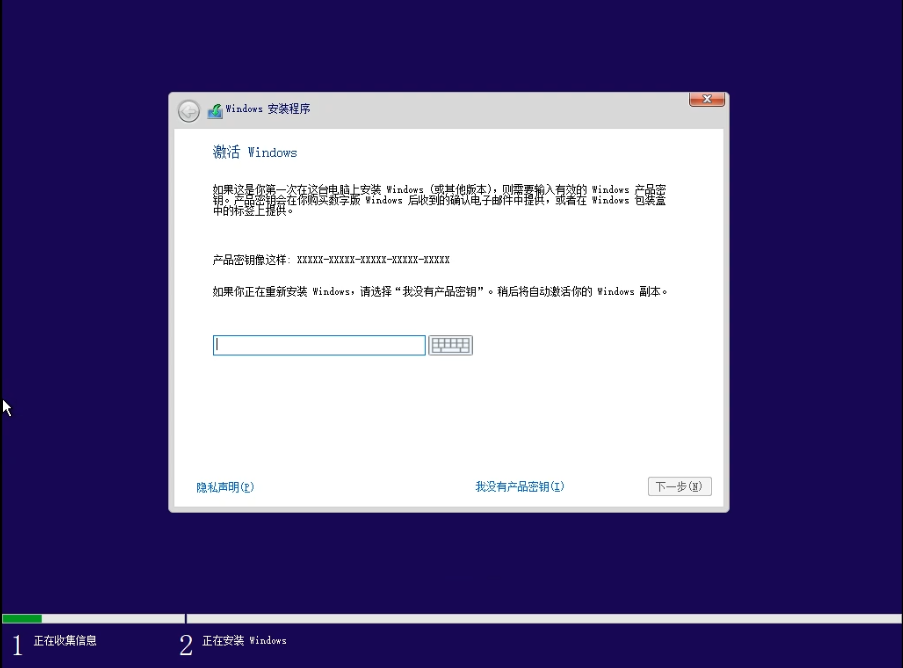 Windows 安装程序
激活 Windows
如果这是你第一次在这台电脑上安装 Windows (或其他版本)，则需要输入有效的 Windows 产品密
钥。产品密钥会在你购买数字版 Windows 后收到的确认电子邮件中提供，或者在 Windows 包装盒
中的标签上提供。
产品密钥像这样: XXXXX-XXXXX-XXXXX-XXXXX-XXXXX
如果你正在重新安装 Windows，请选择“我没有产品密钥”。稍后将自动激活你的 Windows 副本。
隐私声明(P)
我没有产品密钥(I)
下一步(N)
1 正在收集信息
2 正在安装 Windows